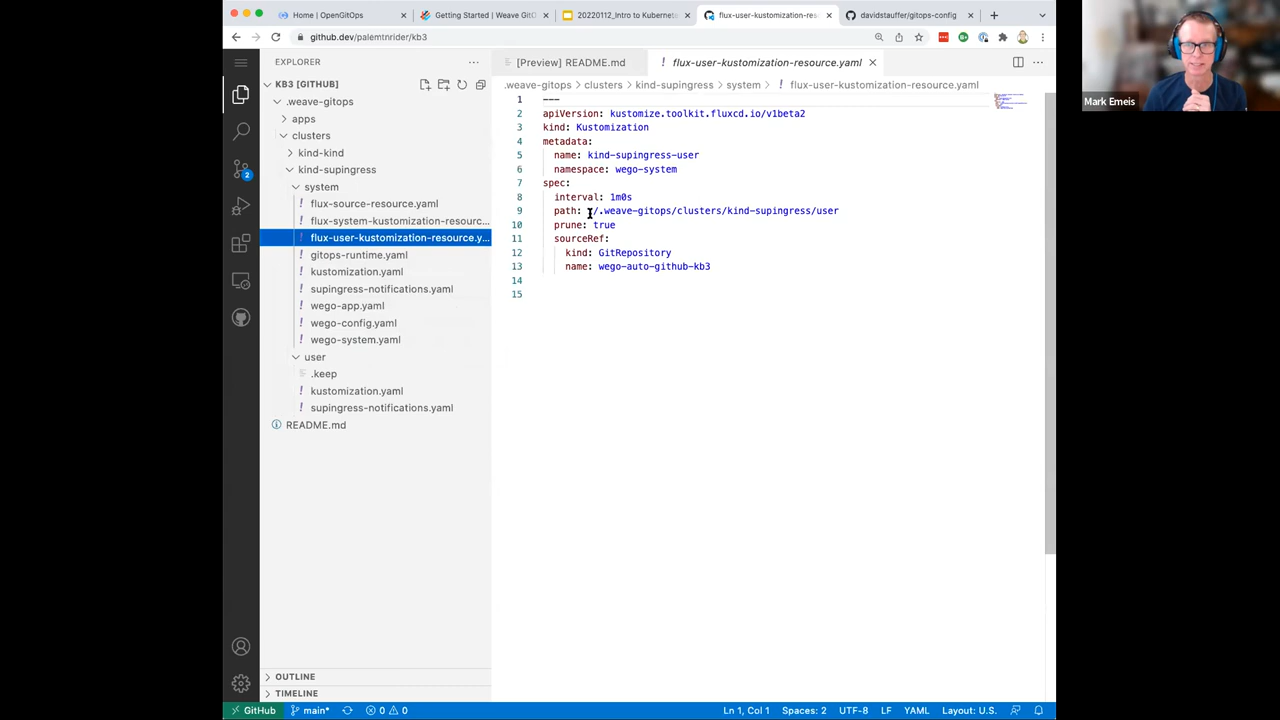 Home | OpenGitOps
Getting Started | Weave GitO
20220112_Intro to Kubernete
flux-user-kustomization-reso
davidstauffer/gitops-config
github.dev/palemtnrider/kb3
EXPLORER
[Preview] README.md
flux-user-kustomization-resource.yaml
KB3 [GITHUB]
.weave-gitops > clusters > kind-supingress > system > ! flux-user-kustomization-resource.yaml
.weave-gitops
apps
clusters
kind-kind
kind-supingress
system
! flux-source-resource.yaml
! flux-system-kustomization-resourc...
! flux-user-kustomization-resource.y...
! gitops-runtime.yaml
! kustomization.yaml
! supingress-notifications.yaml
! wego-app.yaml
! wego-config.yaml
! wego-system.yaml
user
.keep
! kustomization.yaml
! supingress-notifications.yaml
README.md
1 ---
2 apiVersion: kustomize.toolkit.fluxcd.io/v1beta2
3 kind: Kustomization
4 metadata:
5 name: kind-supingress-user
6 namespace: wego-system
7 spec:
8 interval: 1m0s
9 path: ./.weave-gitops/clusters/kind-supingress/user
10 prune: true
11 sourceRef:
12 kind: GitRepository
13 name: wego-auto-github-kb3
14
15
2
OUTLINE
TIMELINE
GitHub
main*
0 0
Ln 1, Col 1
Spaces: 2
UTF-8
LF
YAML
Layout: U.S.
Mark Emeis